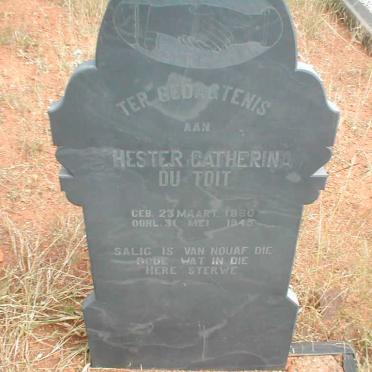 TER GEDAGTENIS
AAN
HESTER CATHERINA
DU TOIT
GEB. 23 MAART 1880
OORL. 31 MEI 1945
SALIG IS VAN NOUAF DIE
DODE WAT IN DIE
HERE STERWE